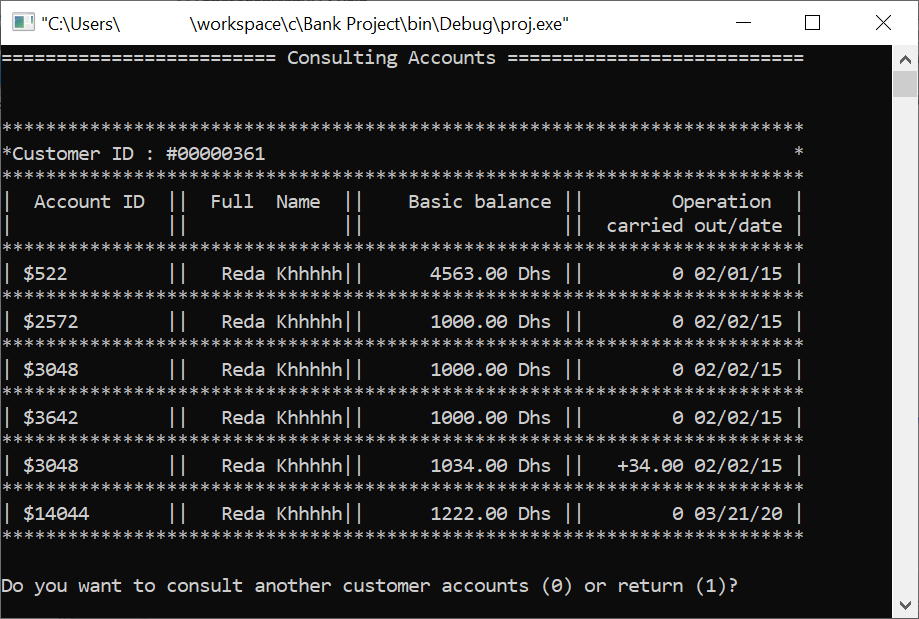 "C:\Users\ \workspace\c\Bank Project\bin\Debug\proj.exe"
========================= Consulting Accounts ===========================
*************************************************************************
*Customer ID : #00000361                                                *
*************************************************************************
|  Account ID  ||  Full  Name  ||    Basic balance ||        Operation  |
|              ||              ||                  ||  carried out/date |
*************************************************************************
| $522         ||   Reda Khhhhh||      4563.00 Dhs ||        0 02/01/15 |
*************************************************************************
| $2572        ||   Reda Khhhhh||      1000.00 Dhs ||        0 02/02/15 |
*************************************************************************
| $3048        ||   Reda Khhhhh||      1000.00 Dhs ||        0 02/02/15 |
*************************************************************************
| $3642        ||   Reda Khhhhh||      1000.00 Dhs ||        0 02/02/15 |
*************************************************************************
| $3048        ||   Reda Khhhhh||      1034.00 Dhs ||   +34.00 02/02/15 |
*************************************************************************
| $14044       ||   Reda Khhhhh||      1222.00 Dhs ||        0 03/21/20 |
*************************************************************************
Do you want to consult another customer accounts (0) or return (1)?